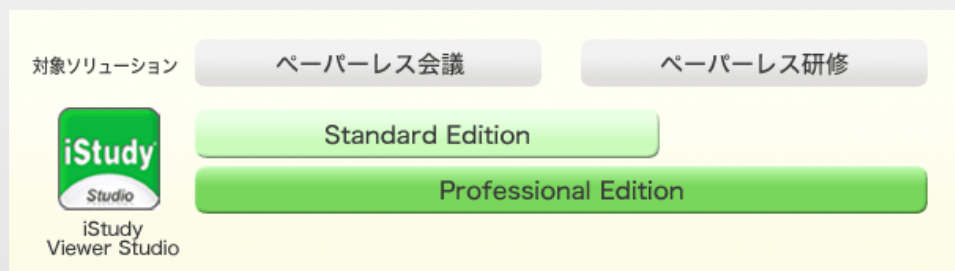 対象ソリューション
ペーパーレス会議
ペーパーレス研修
Standard Edition
Professional Edition
iStudy
Studio
iStudy
Viewer Studio